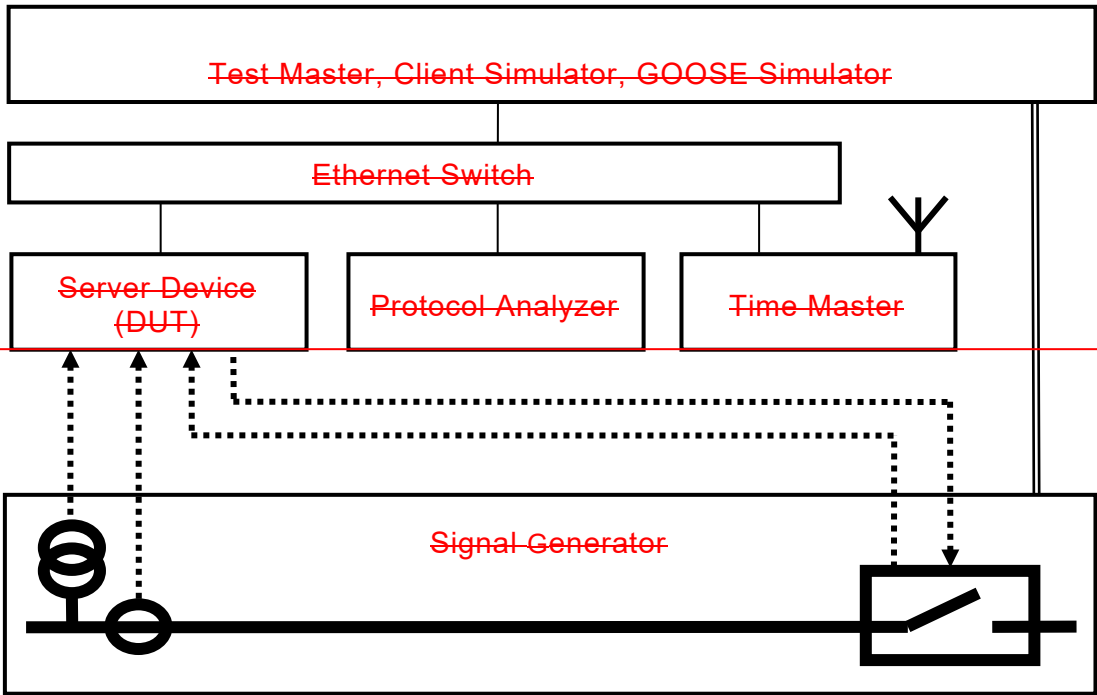 Test Master, Client Simulator, GOOSE Simulator
Ethernet Switch
Server Device
(DUT)
Protocol Analyzer
Time Master
Signal Generator